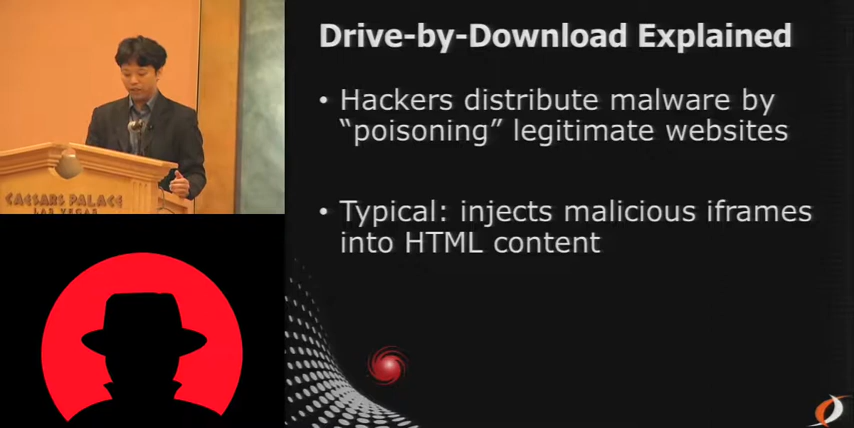 Drive-by-Download Explained
• Hackers distribute malware by
“poisoning” legitimate websites
• Typical: injects malicious iframes
into HTML content
CAESARS PALACE
LAS VEGAS